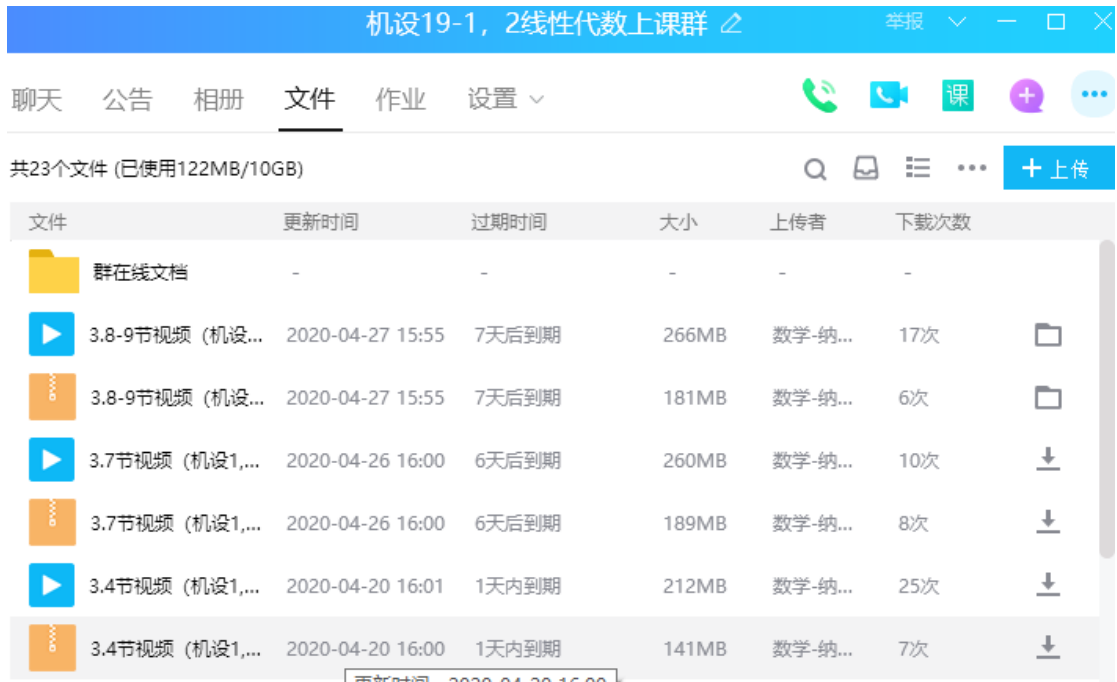 机设19-1，2线性代数上课群 举报
聊天 公告 相册 文件 作业 设置 课
共23个文件 (已使用122MB/10GB) 上传
文件 更新时间 过期时间 大小 上传者 下载次数
群在线文档 - - - - -
3.8-9节视频（机设... 2020-04-27 15:55 7天后到期 266MB 数学-纳... 17次
3.8-9节视频（机设... 2020-04-27 15:55 7天后到期 181MB 数学-纳... 6次
3.7节视频（机设1,... 2020-04-26 16:00 6天后到期 260MB 数学-纳... 10次
3.7节视频（机设1,... 2020-04-26 16:00 6天后到期 189MB 数学-纳... 8次
3.4节视频（机设1,... 2020-04-20 16:01 1天内到期 212MB 数学-纳... 25次
3.4节视频（机设1,... 2020-04-20 16:00 1天内到期 141MB 数学-纳... 7次
更新时间 2020-04-20 16:00